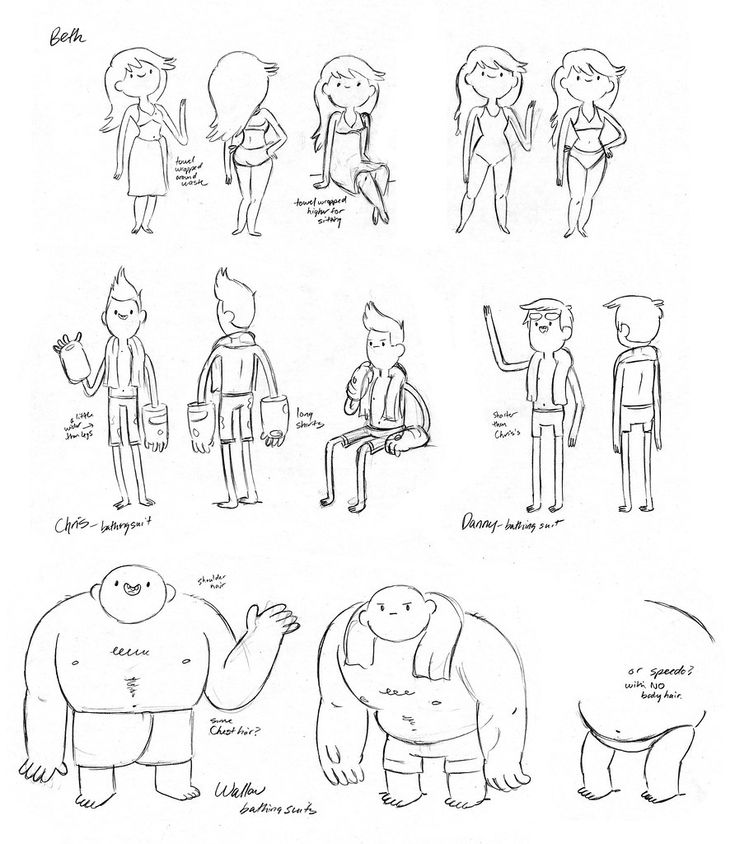 Beth
towel
wrapped
around
waste
towel wrapped
higher for
sitting
a little
wider →
than legs
long
shorts
shorter
than
Chris's
Chris - bathing suit
Danny - bathing suit
shoulder
hair
some
Chest hair?
or speedo?
with NO
body hair.
Wallow
bathing suits